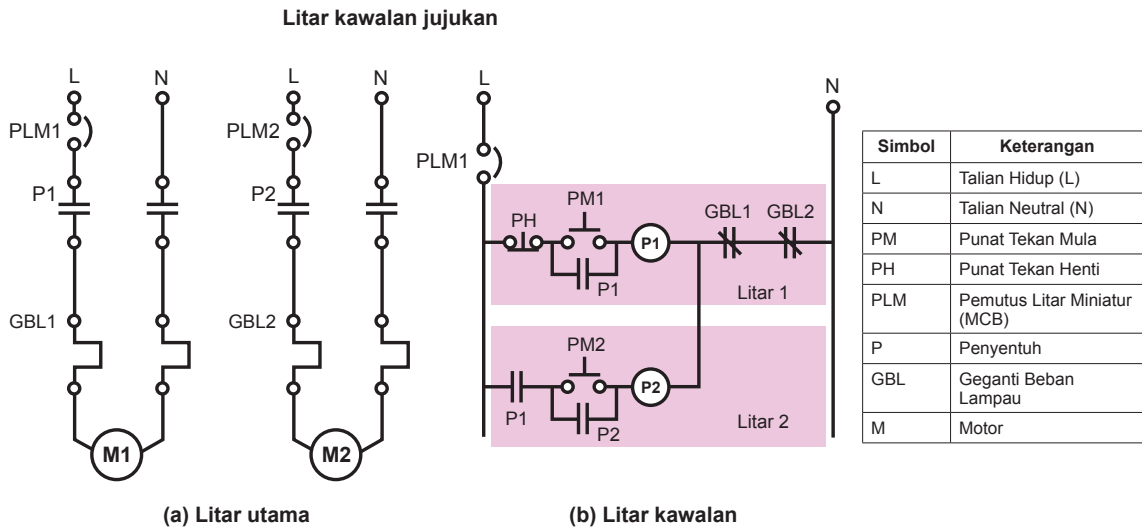 Litar kawalan jujukan
L
N
PLM1
P1
GBL1
M1
L
N
PLM2
P2
GBL2
M2
(a) Litar utama
L
N
PLM1
PH
PM1
P1
P1
GBL1
GBL2
Litar 1
P1
PM2
P2
P2
Litar 2
(b) Litar kawalan
Simbol Keterangan
L Talian Hidup (L)
N Talian Neutral (N)
PM Punat Tekan Mula
PH Punat Tekan Henti
PLM Pemutus Litar Miniatur
(MCB)
P Penyentuh
GBL Geganti Beban
Lampau
M Motor